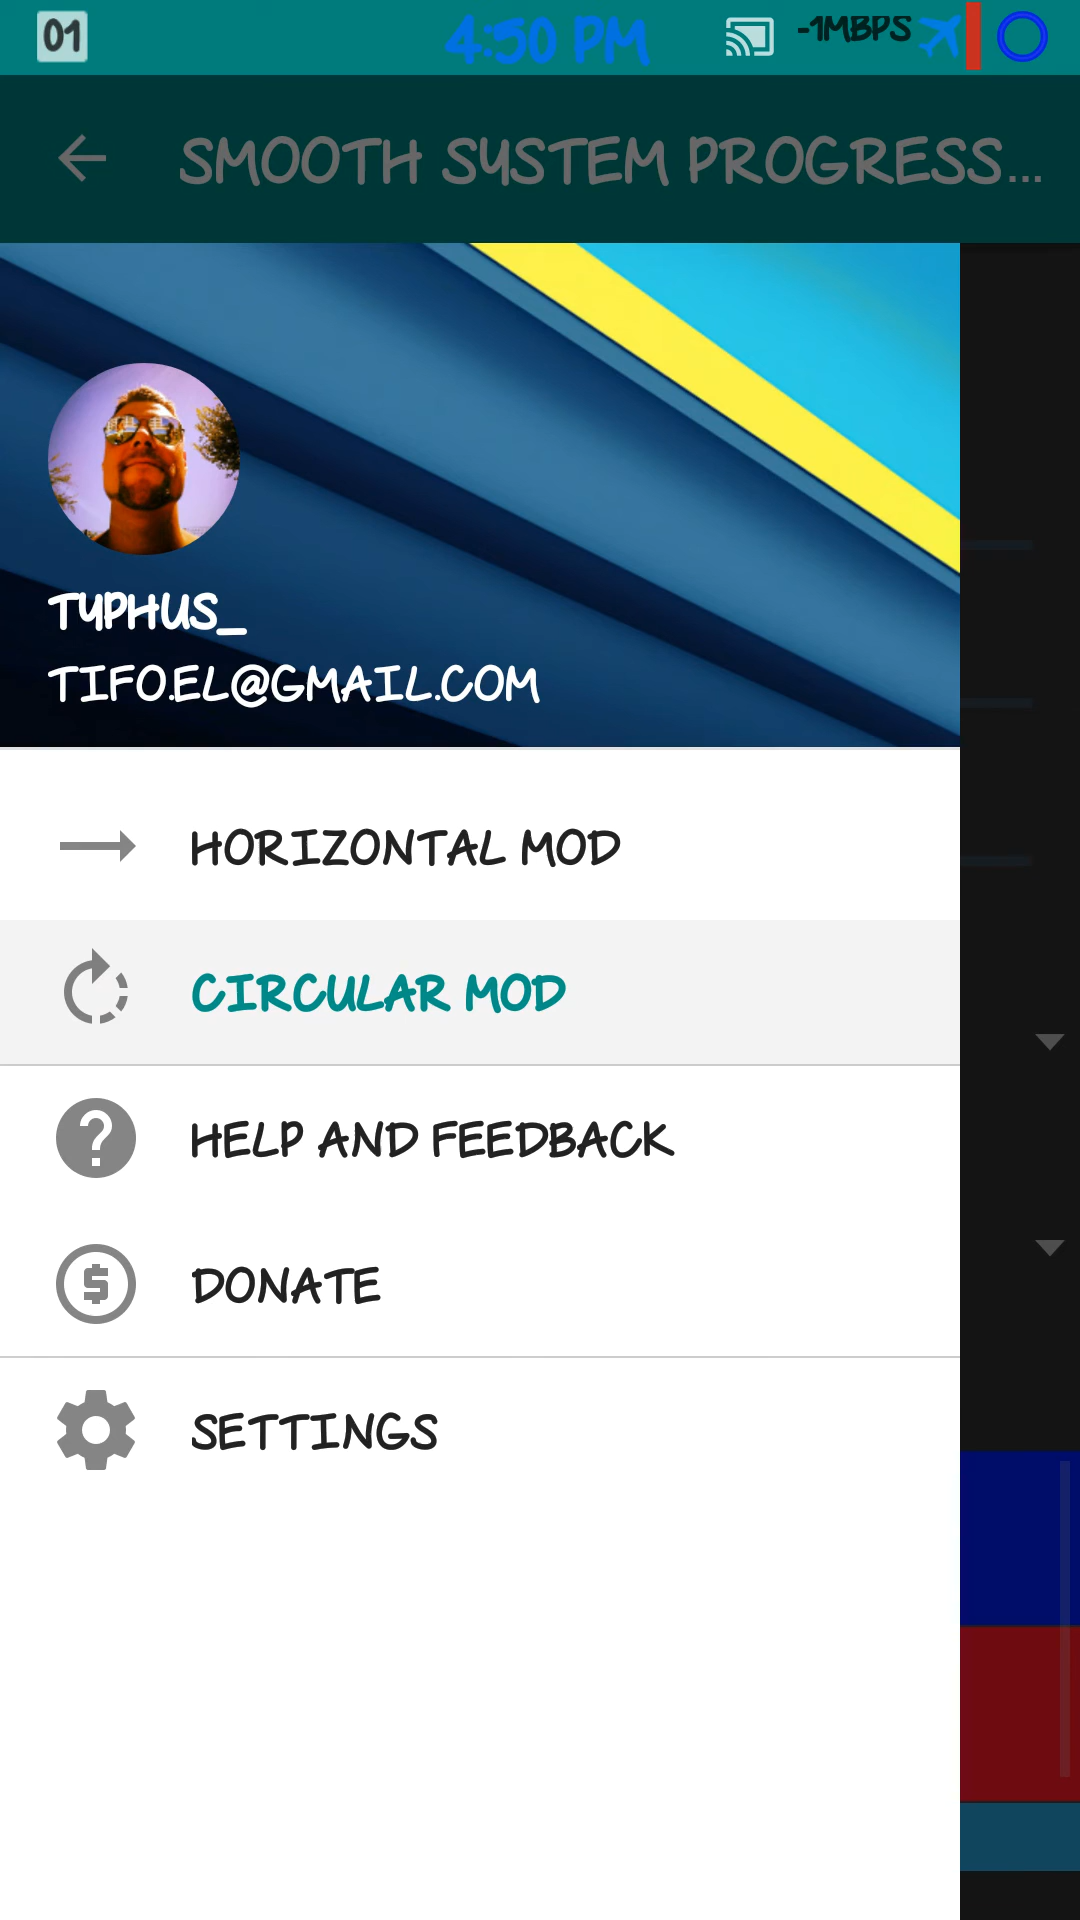 01 4:50 PM -1MBPS
SMOOTH SYSTEM PROGRESS...
TYPHUS_
TIFO.EL@GMAIL.COM
HORIZONTAL MOD
CIRCULAR MOD
HELP AND FEEDBACK
DONATE
SETTINGS